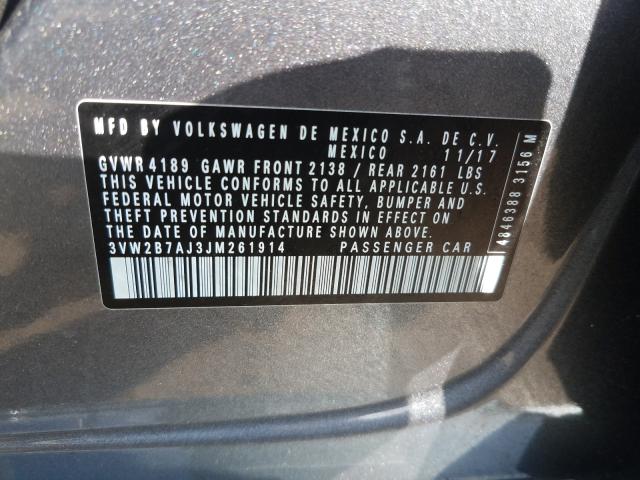 MFD BY VOLKSWAGEN DE MEXICO S.A. DE C.V.
MEXICO 11/17
GVWR 4189 GAWR FRONT 2138 / REAR 2161 LBS
THIS VEHICLE CONFORMS TO ALL APPLICABLE U.S.
FEDERAL MOTOR VEHICLE SAFETY, BUMPER AND
THEFT PREVENTION STANDARDS IN EFFECT ON
THE DATE OF MANUFACTURE SHOWN ABOVE
3VW2B7AJ3JM261914 PASSENGER CAR
4846388 3156 M